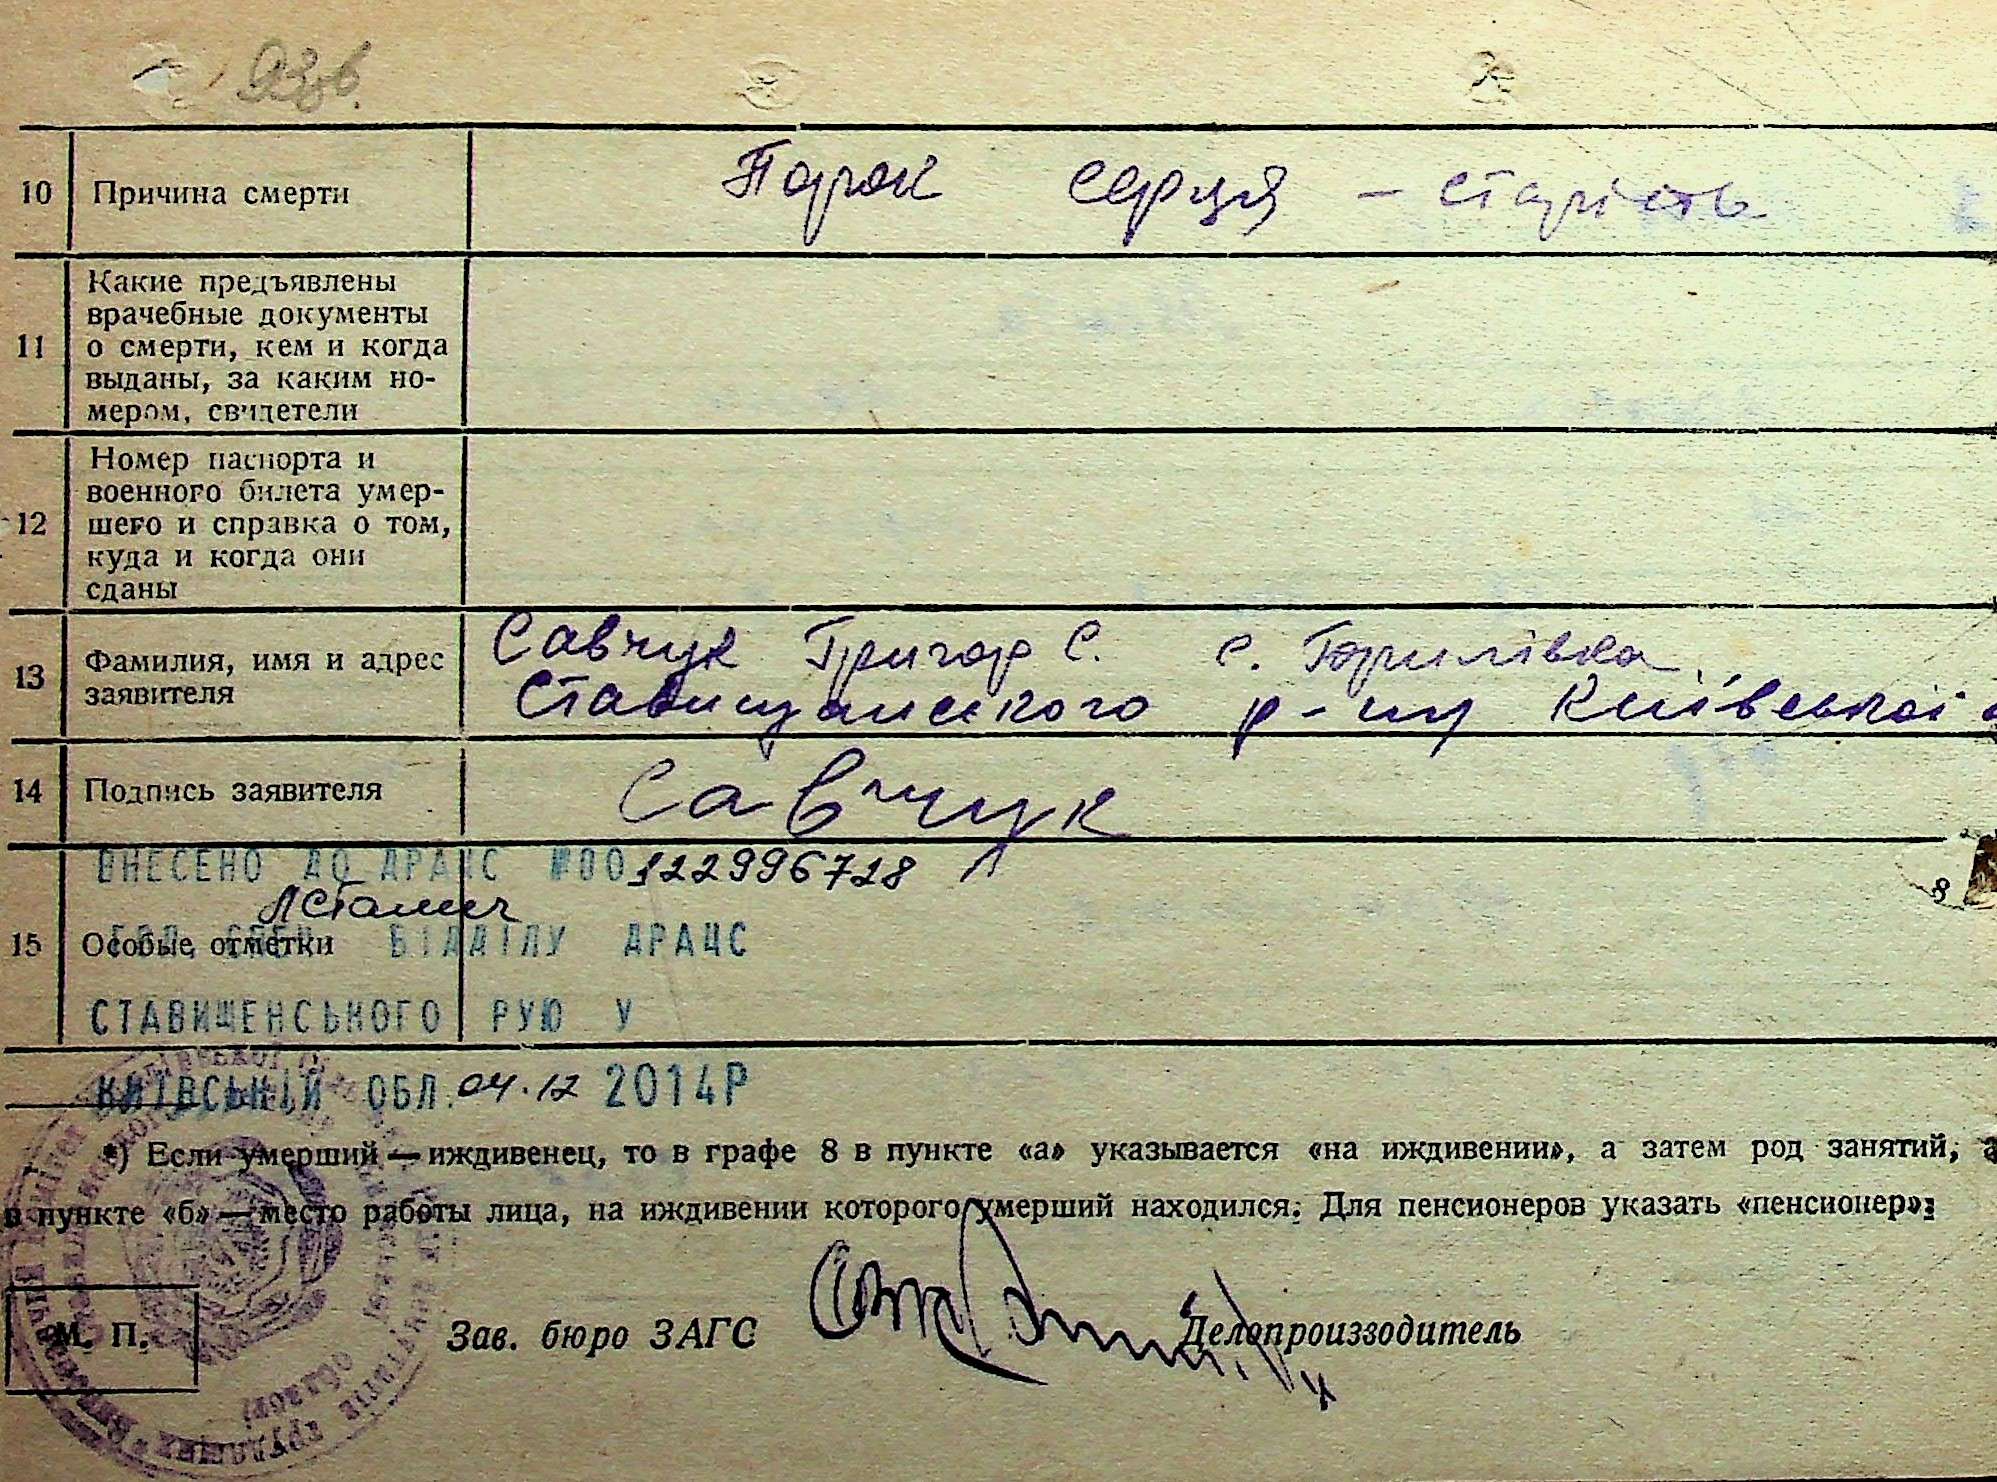 10 Причина смерти Парок серця – старість
11 Какие предъявлены
врачебные документы
о смерти, кем и когда
выданы, за каким но-
мером, свидетели
12 Номер паспорта и
военного билета умер-
шего и справка о том,
куда и когда они
сданы
13 Фамилия, имя и адрес
заявителя
Савчук Григор С. с.
Ставищанского р-ну Київської
14 Подпись заявителя Савчук
ВНЕСЕНО ДО ДРАЦС №00122996728
15 Особые отметки
ВІДДІЛУ ДРАЦС
СТАВИЩЕНСЬКОГО РУЮ У
КИЇВСЬКІЙ ОБЛ. 04.12 2014Р
*) Если умерший — иждивенец, то в графе 8 в пункте «а» указывается «на иждивении», а затем род занятий, а
в пункте «б» — место работы лица, на иждивении которого умерший находился. Для пенсионеров указать «пенсионер».
М. П. Зав. бюро ЗАГС Делопроизводитель